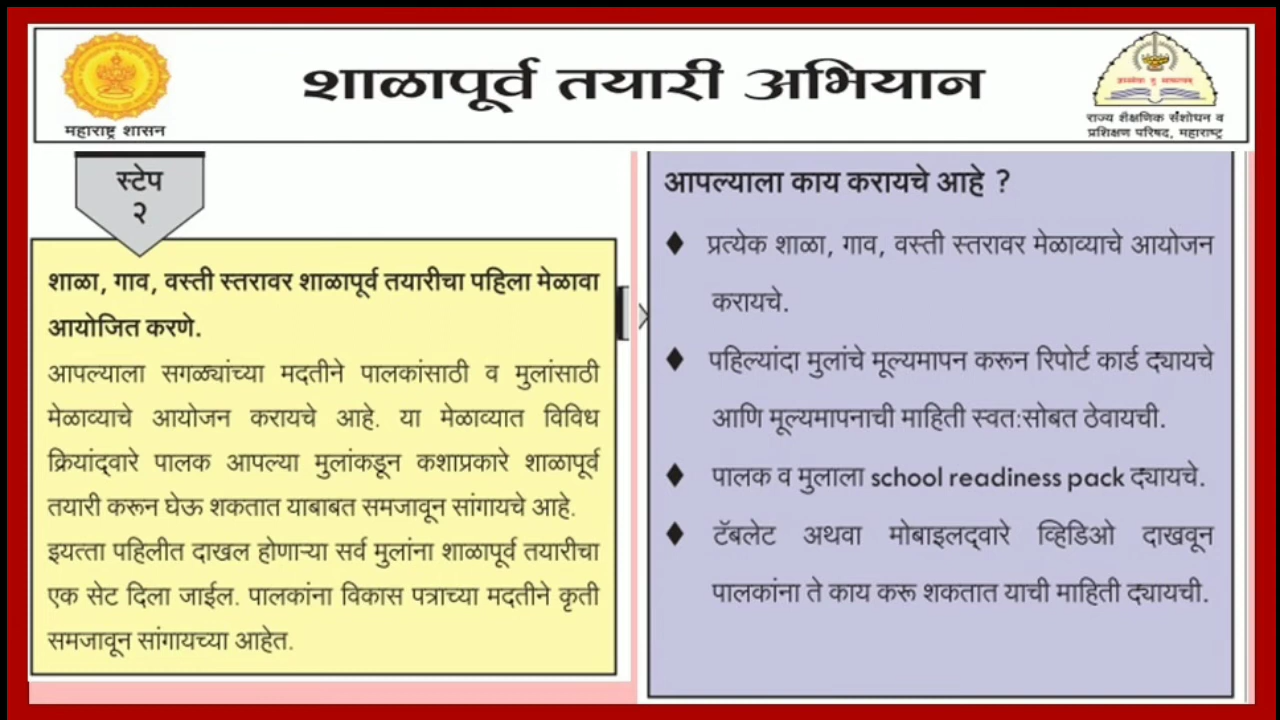 शाळापूर्व तयारी अभियान
महाराष्ट्र शासन
राज्य शैक्षणिक संशोधन व
प्रशिक्षण परिषद, महाराष्ट्र
स्टेप
२
शाळा, गाव, वस्ती स्तरावर शाळापूर्व तयारीचा पहिला मेळावा
आयोजित करणे.
आपल्याला सगळ्यांच्या मदतीने पालकांसाठी व मुलांसाठी
मेळाव्याचे आयोजन करायचे आहे. या मेळाव्यात विविध
क्रियांद्वारे पालक आपल्या मुलांकडून कशाप्रकारे शाळापूर्व
तयारी करून घेऊ शकतात याबाबत समजावून सांगायचे आहे.
इयत्ता पहिलीत दाखल होणाऱ्या सर्व मुलांना शाळापूर्व तयारीचा
एक सेट दिला जाईल. पालकांना विकास पत्राच्या मदतीने कृती
समजावून सांगायच्या आहेत.
आपल्याला काय करायचे आहे ?
♦ प्रत्येक शाळा, गाव, वस्ती स्तरावर मेळाव्याचे आयोजन
करायचे.
♦ पहिल्यांदा मुलांचे मूल्यमापन करून रिपोर्ट कार्ड द्यायचे
आणि मूल्यमापनाची माहिती स्वत:सोबत ठेवायची.
♦ पालक व मुलाला school readiness pack द्यायचे.
♦ टॅबलेट अथवा मोबाइलद्वारे व्हिडिओ दाखवून
पालकांना ते काय करू शकतात याची माहिती द्यायची.